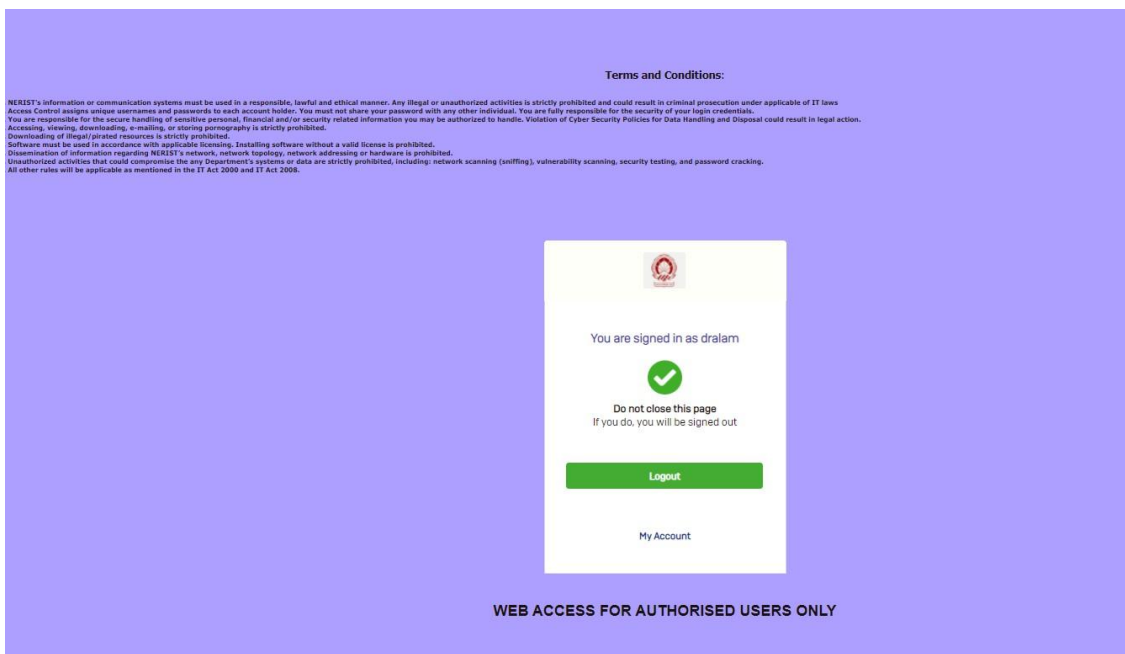 Terms and Conditions:
NERIST's information or communication systems must be used in a responsible, lawful and ethical manner. Any illegal or unauthorized activities is strictly prohibited and could result in criminal prosecution under applicable of IT laws
Access Control assigns unique usernames and passwords to each account holder. You must not share your password with any other individual. You are fully responsible for the security of your login credentials.
You are responsible for the secure handling of sensitive personal, financial and/or security related information you may be authorized to handle. Violation of Cyber Security Policies for Data Handling and Disposal could result in legal action.
Accessing, viewing, downloading, e-mailing, or storing pornography is strictly prohibited.
Downloading of illegal/pirated resources is strictly prohibited.
Software must be used in accordance with applicable licensing. Installing software without a valid license is prohibited.
Dissemination of information regarding NERIST's network, network topology, network addressing or hardware is prohibited.
Unauthorized activities that could compromise the any Department's systems or data are strictly prohibited, including: network scanning (sniffing), vulnerability scanning, security testing, and password cracking.
All other rules will be applicable as mentioned in the IT Act 2000 and IT Act 2008.
You are signed in as dralam
Do not close this page
If you do, you will be signed out
Logout
My Account
WEB ACCESS FOR AUTHORISED USERS ONLY